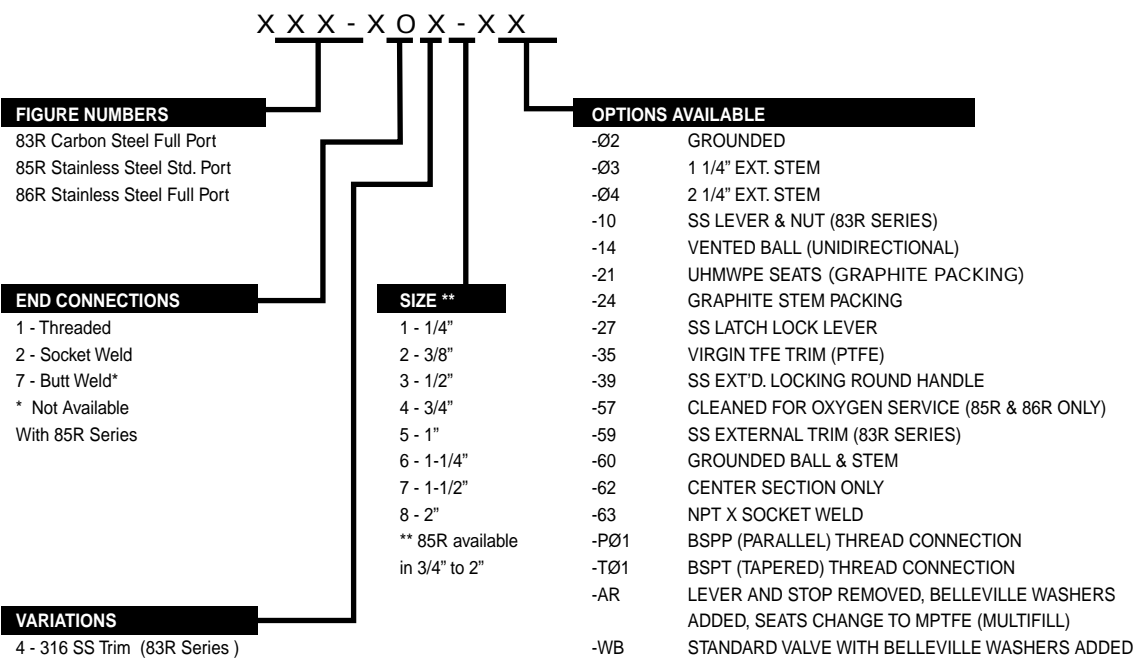 X X X - X O X - X X
FIGURE NUMBERS
83R Carbon Steel Full Port
85R Stainless Steel Std. Port
86R Stainless Steel Full Port
END CONNECTIONS
1 - Threaded
2 - Socket Weld
7 - Butt Weld*
* Not Available
With 85R Series
VARIATIONS
4 - 316 SS Trim (83R Series )
SIZE **
1 - 1/4”
2 - 3/8”
3 - 1/2”
4 - 3/4”
5 - 1”
6 - 1-1/4”
7 - 1-1/2”
8 - 2”
** 85R available
in 3/4” to 2”
OPTIONS AVAILABLE
-Ø2 GROUNDED
-Ø3 1 1/4” EXT. STEM
-Ø4 2 1/4” EXT. STEM
-10 SS LEVER & NUT (83R SERIES)
-14 VENTED BALL (UNIDIRECTIONAL)
-21 UHMWPE SEATS (GRAPHITE PACKING)
-24 GRAPHITE STEM PACKING
-27 SS LATCH LOCK LEVER
-35 VIRGIN TFE TRIM (PTFE)
-39 SS EXT'D. LOCKING ROUND HANDLE
-57 CLEANED FOR OXYGEN SERVICE (85R & 86R ONLY)
-59 SS EXTERNAL TRIM (83R SERIES)
-60 GROUNDED BALL & STEM
-62 CENTER SECTION ONLY
-63 NPT X SOCKET WELD
-PØ1 BSPP (PARALLEL) THREAD CONNECTION
-TØ1 BSPT (TAPERED) THREAD CONNECTION
-AR LEVER AND STOP REMOVED, BELLEVILLE WASHERS
ADDED, SEATS CHANGE TO MPTFE (MULTIFILL)
-WB STANDARD VALVE WITH BELLEVILLE WASHERS ADDED